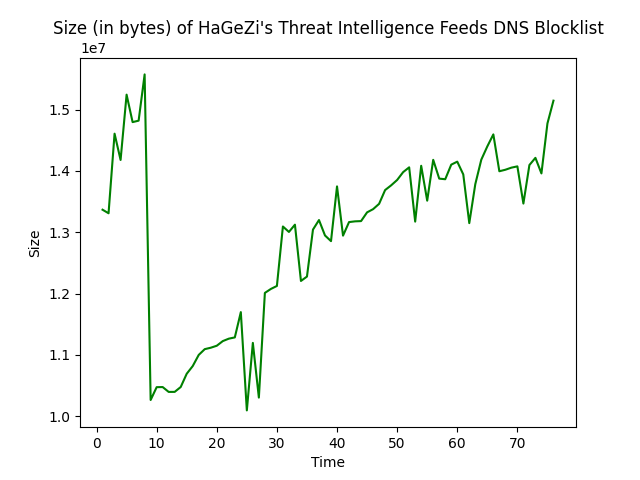 Size (in bytes) of HaGeZi's Threat Intelligence Feeds DNS Blocklist
1e7
1.5
1.4
1.3
1.2
1.1
1.0
Size
0 10 20 30 40 50 60 70
Time